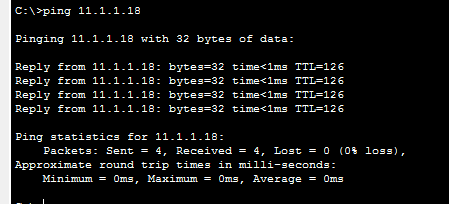 C:\>ping 11.1.1.18
Pinging 11.1.1.18 with 32 bytes of data:
Reply from 11.1.1.18: bytes=32 time<1ms TTL=126
Reply from 11.1.1.18: bytes=32 time<1ms TTL=126
Reply from 11.1.1.18: bytes=32 time<1ms TTL=126
Reply from 11.1.1.18: bytes=32 time<1ms TTL=126
Ping statistics for 11.1.1.18:
Packets: Sent = 4, Received = 4, Lost = 0 (0% loss),
Approximate round trip times in milli-seconds:
Minimum = 0ms, Maximum = 0ms, Average = 0ms